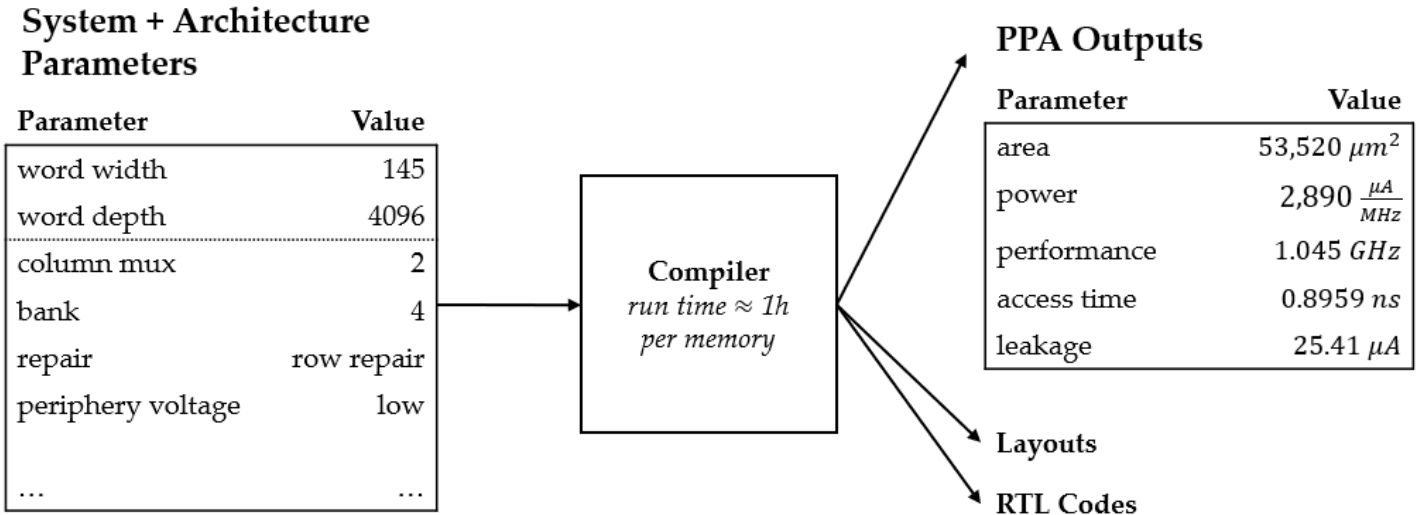 System + Architecture
Parameters
Parameter Value
word width 145
word depth 4096
column mux 2
bank 4
repair row repair
periphery voltage low
... ...
Compiler
run time ≈ 1h
per memory
PPA Outputs
Parameter Value
area 53,520 μm²
power 2,890 μA/MHz
performance 1.045 GHz
access time 0.8959 ns
leakage 25.41 μA
Layouts
RTL Codes